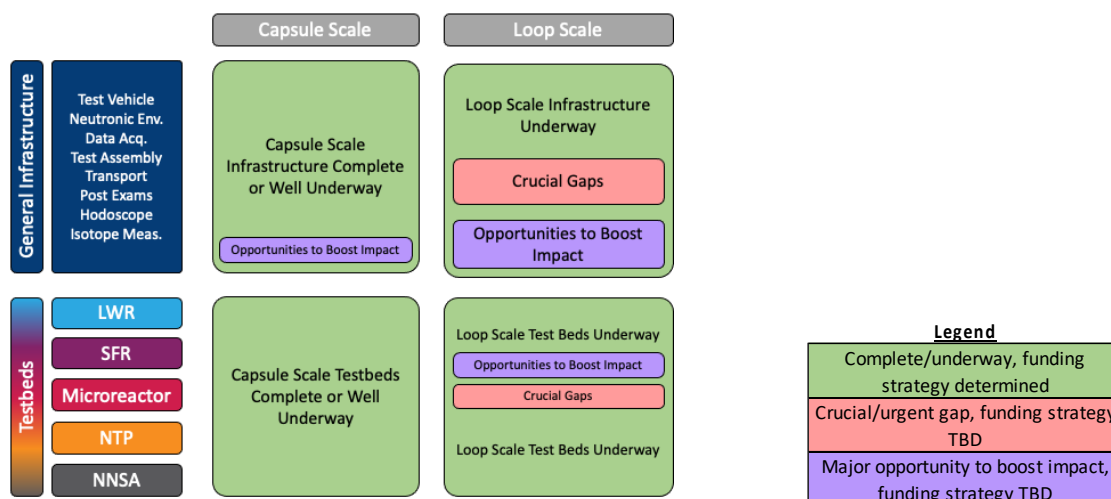 Capsule Scale
Loop Scale
General Infrastructure
Test Vehicle
Neutronic Env.
Data Acq.
Test Assembly
Transport
Post Exams
Hodoscope
Isotope Meas.
Capsule Scale
Infrastructure Complete
or Well Underway
Opportunities to Boost Impact
Loop Scale Infrastructure
Underway
Crucial Gaps
Opportunities to Boost
Impact
Testbeds
LWR
SFR
Microreactor
NTP
NNSA
Capsule Scale Testbeds
Complete or Well
Underway
Loop Scale Test Beds Underway
Opportunities to Boost Impact
Crucial Gaps
Loop Scale Test Beds Underway
Legend
Complete/underway, funding
strategy determined
Crucial/urgent gap, funding strategy
TBD
Major opportunity to boost impact,
funding strategy TBD